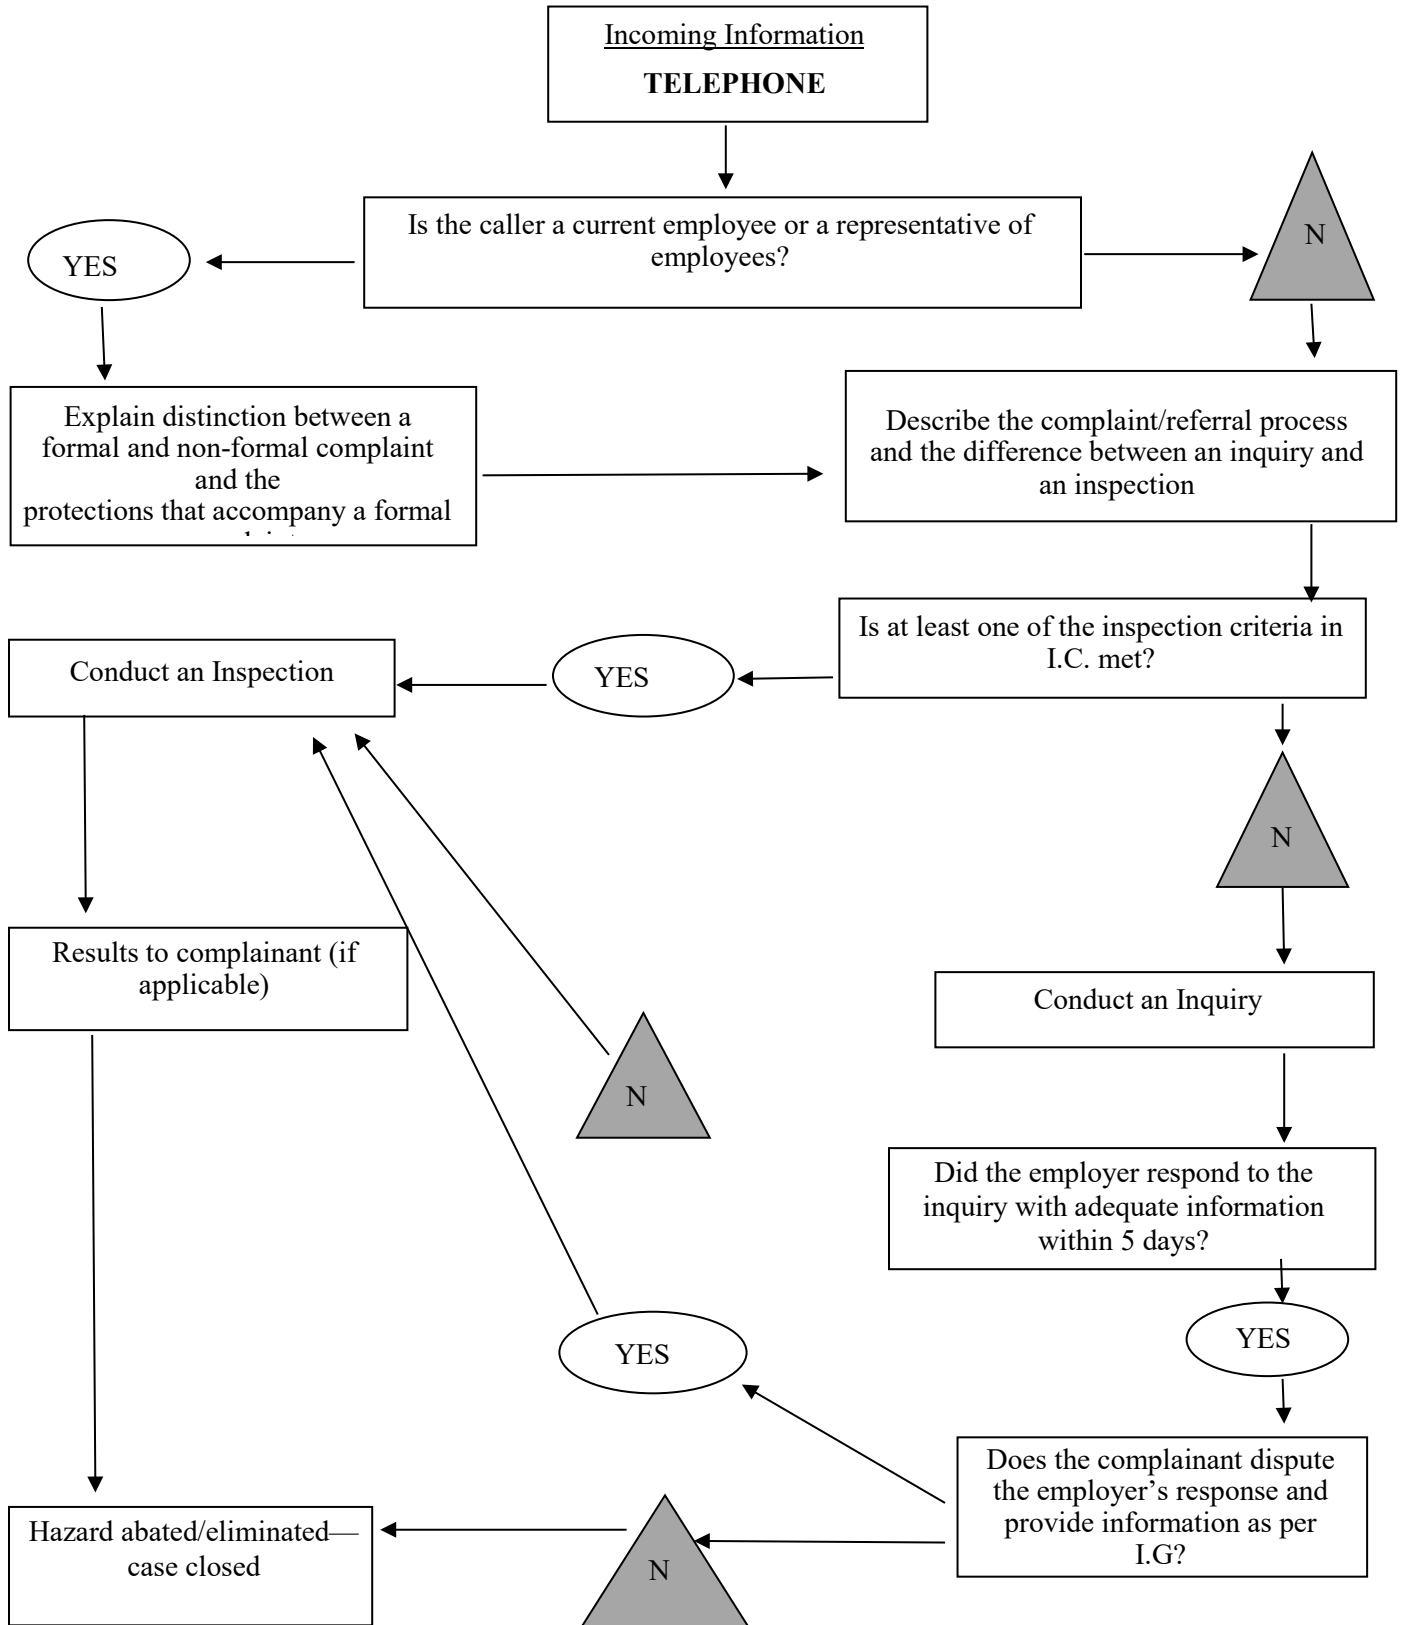 Incoming Information
TELEPHONE
Is the caller a current employee or a representative of
employees?
YES
N
Explain distinction between a
formal and non-formal complaint
and the
protections that accompany a formal
Describe the complaint/referral process
and the difference between an inquiry and
an inspection
Is at least one of the inspection criteria in
I.C. met?
YES
Conduct an Inspection
N
Results to complainant (if
applicable)
Conduct an Inquiry
N
Did the employer respond to the
inquiry with adequate information
within 5 days?
YES
YES
Does the complainant dispute
the employer’s response and
provide information as per
I.G?
Hazard abated/eliminated—
case closed
N